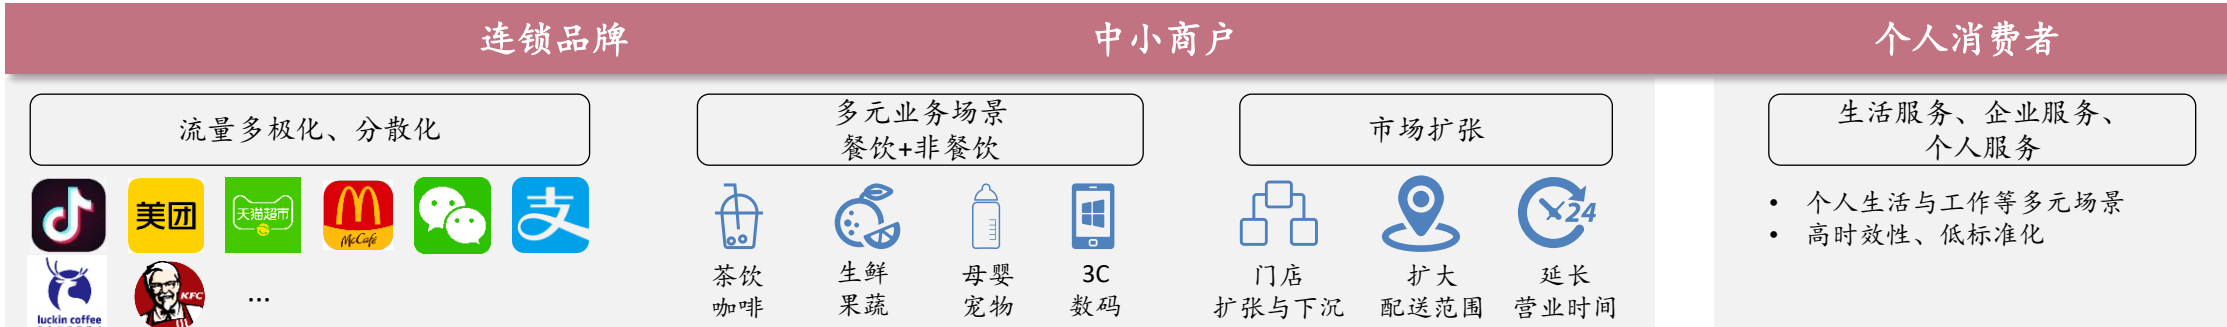 连锁品牌
中小商户
个人消费者
流量多极化、分散化
多元业务场景
餐饮+非餐饮
市场扩张
生活服务、企业服务、
个人服务
美团
天猫超市
McCafé
支
luckin coffee
KFC
...
茶饮
咖啡
生鲜
果蔬
母婴
宠物
3C
数码
×24
门店
扩张与下沉
扩大
配送范围
延长
营业时间
• 个人生活与工作等多元场景
• 高时效性、低标准化